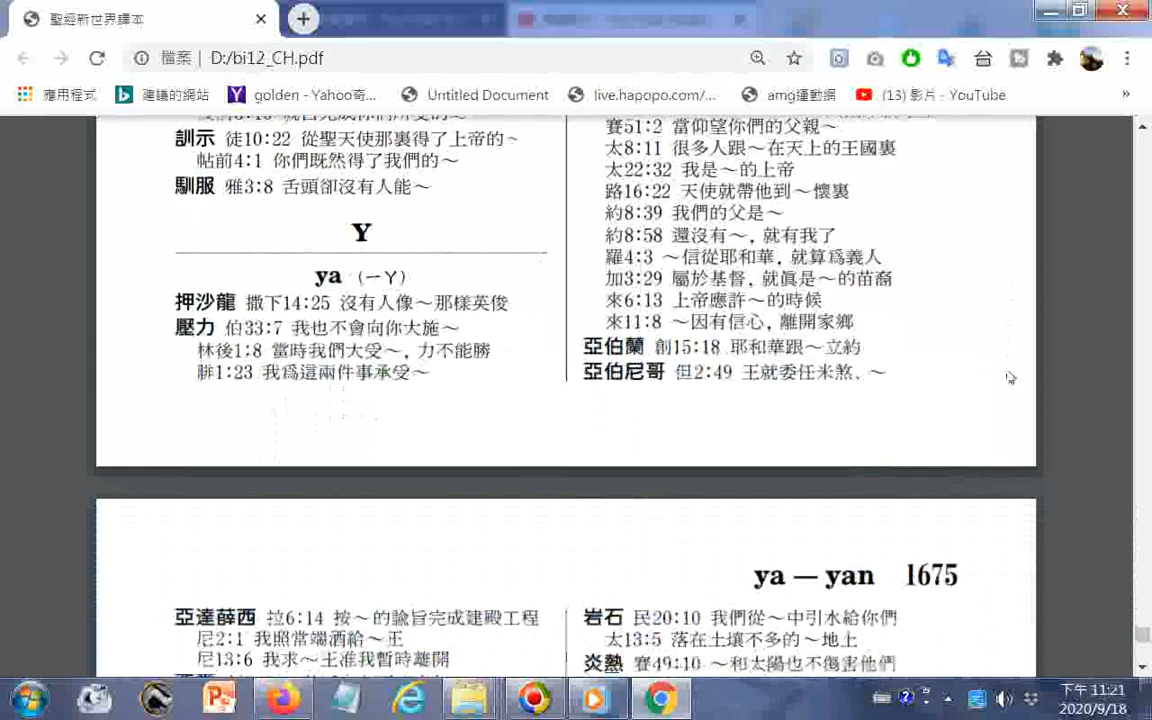 聖經新世界譯本
檔案 D:/bi12_CH.pdf
應用程式 建議的網站 golden - Yahoo奇... Untitled Document live.hapopo.com/... amg運動網 (13) 影片 - YouTube »
訓示 徒10:22 從聖天使那裏得了上帝的～
帖前4:1 你們既然得了我們的～
馴服 雅3:8 舌頭卻沒有人能～
Y
ya (ㄧㄚ)
押沙龍 撒下14:25 沒有人像～那樣英俊
壓力 伯33:7 我也不會向你大施～
林後1:8 當時我們大受～, 力不能勝
腓1:23 我爲這兩件事承受～
賽51:2 當仰望你們的父親～
太8:11 很多人跟～在天上的王國裏
太22:32 我是～的上帝
路16:22 天使就帶他到～懷裏
約8:39 我們的父是～
約8:58 還沒有～, 就有我了
羅4:3 ～信從耶和華, 就算爲義人
加3:29 屬於基督, 就眞是～的苗裔
來6:13 上帝應許～的時候
來11:8 ～因有信心, 離開家鄉
亞伯蘭 創15:18 耶和華跟～立約
亞伯尼哥 但2:49 王就委任米煞、～
ya — yan 1675
亞達薛西 拉6:14 按～的諭旨完成建殿工程
尼2:1 我照常端酒給～王
尼13:6 我求～王准我暫時離開
岩石 民20:10 我們從～中引水給你們
太13:5 落在土壤不多的～地上
炎熱 賽49:10 ～和太陽也不傷害他們
下午 11:21
2020/9/18